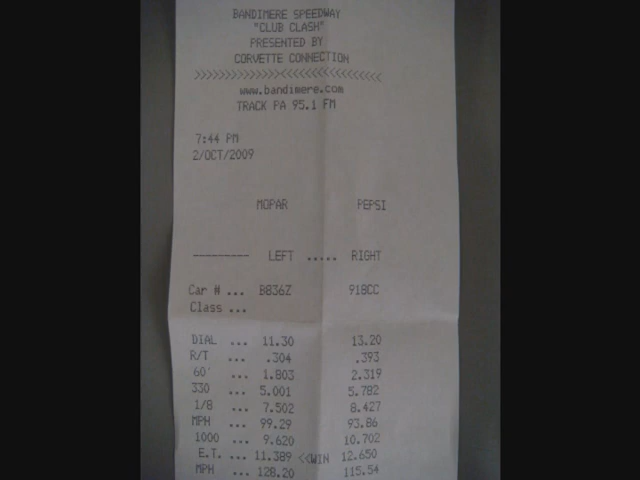 BANDIMERE SPEEDWAY
"CLUB CLASH"
PRESENTED BY
CORVETTE CONNECTION
>>>>>>>>>>>>>>><<<<<<<<<<<<<<<<<
www.bandimere.com
TRACK PA 95.1 FM
7:44 PM
2/OCT/2009
MOPAR PEPSI
--------- LEFT ..... RIGHT
Car # ... B836Z 918CC
Class ...
DIAL ... 11.30 13.20
R/T ... .304 .393
60' ... 1.803 2.319
330 ... 5.001 5.782
1/8 ... 7.502 8.427
MPH ... 99.29 93.86
1000 ... 9.620 10.702
E.T. ... 11.389 <<WIN 12.650
MPH ... 128.20 115.54